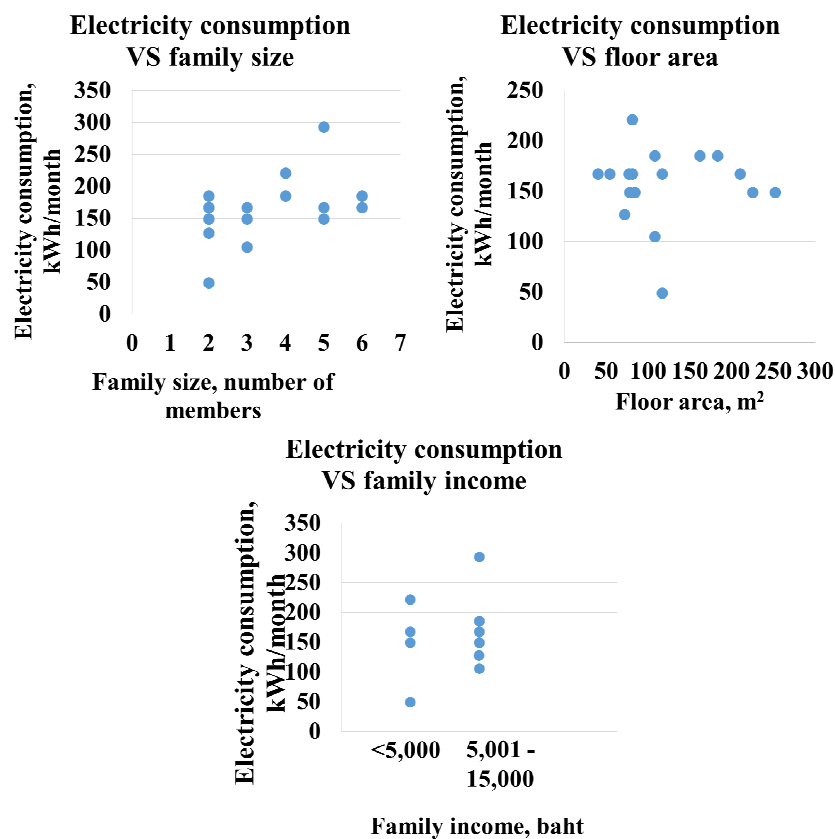 Electricity consumption
VS family size
Electricity consumption,
kWh/month
350
300
250
200
150
100
50
0
0 1 2 3 4 5 6 7
Family size, number of
members
Electricity consumption
VS floor area
Electricity consumption,
kWh/month
250
200
150
100
50
0
0 50 100 150 200 250 300
Floor area, m²
Electricity consumption
VS family income
Electricity consumption,
kWh/month
350
300
250
200
150
100
50
0
<5,000
5,001 -
15,000
Family income, baht